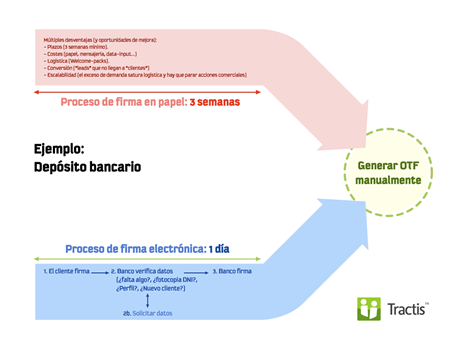 Múltiples desventajas (y oportunidades de mejora):
- Plazos (3 semanas mínimo).
- Costes (papel, mensajería, data-input...)
- Logística (Welcome-packs).
- Conversión ("leads" que no llegan a "clientes")
- Escalabilidad (el exceso de demanda satura logística y hay que parar acciones comerciales)
Proceso de firma en papel: 3 semanas
Ejemplo:
Depósito bancario
Generar OTF
manualmente
Proceso de firma electrónica: 1 día
1. El cliente firma
2. Banco verifica datos
(¿falta algo?, ¿fotocopia DNI?,
¿Perfil?, ¿Nuevo cliente?)
3. Banco firma
2b. Solicitar datos
Tractis™